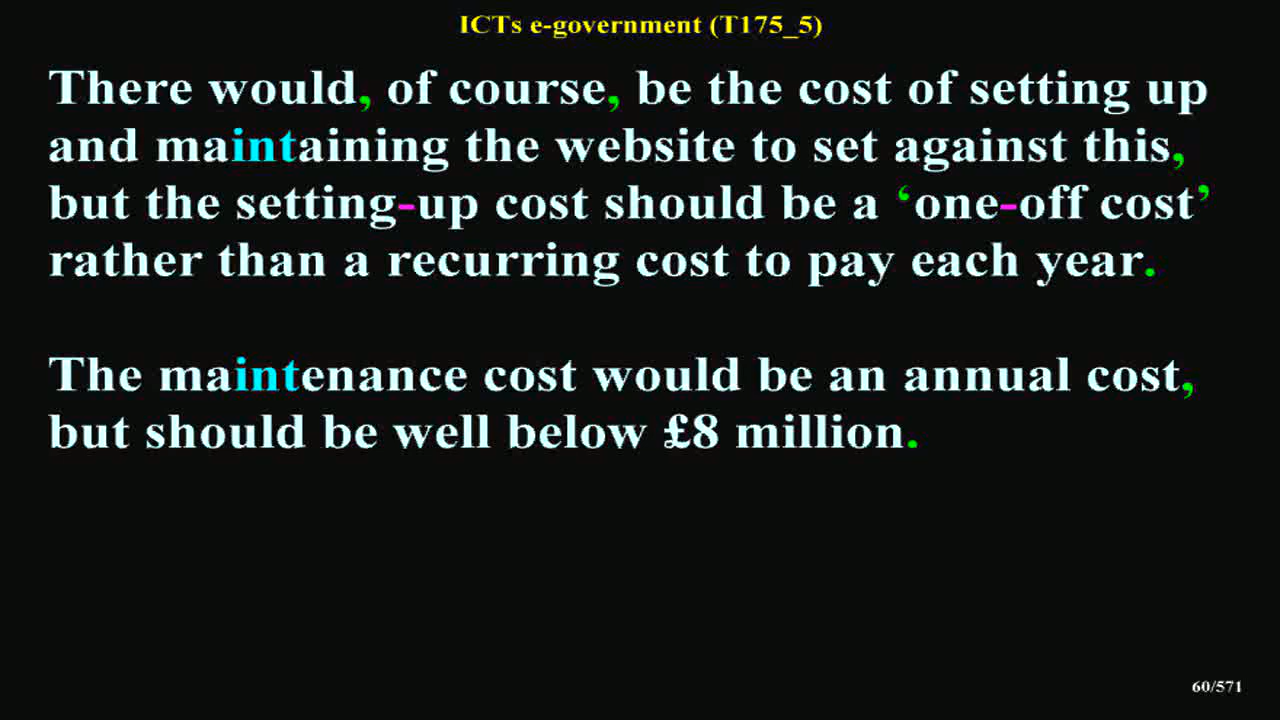 ICTs e-government (T175_5)
There would, of course, be the cost of setting up
and maintaining the website to set against this,
but the setting-up cost should be a ‘one-off cost’
rather than a recurring cost to pay each year.
The maintenance cost would be an annual cost,
but should be well below £8 million.
60/571